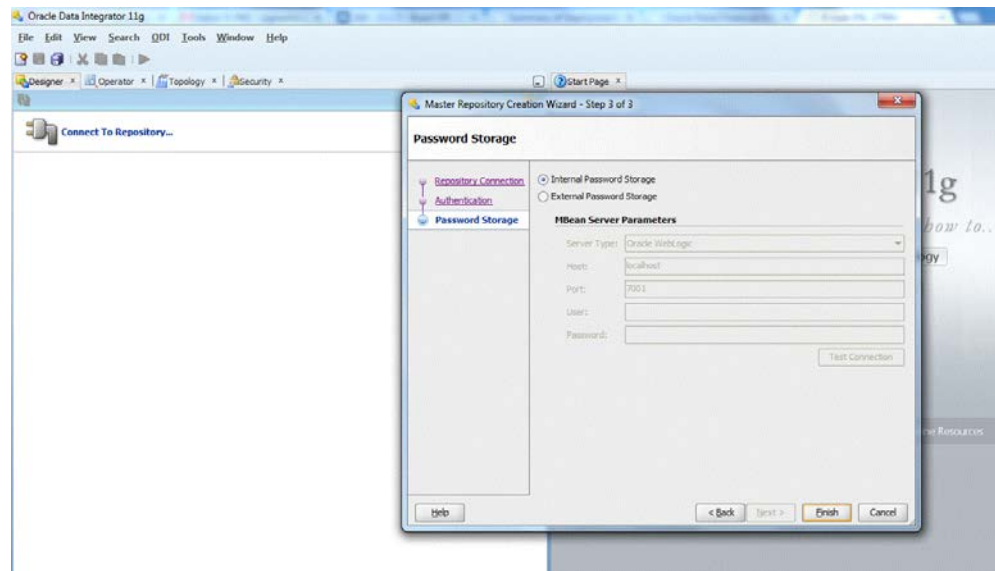 Oracle Data Integrator 11g
File Edit View Search ODI Tools Window Help
Designer × Operator × Topology × Security ×
Start Page ×
Connect To Repository...
Master Repository Creation Wizard - Step 3 of 3
Password Storage
Repository Connection
Authentication
Password Storage
Internal Password Storage
External Password Storage
MBean Server Parameters
Server Type: Oracle WebLogic
Host: localhost
Port: 7001
User:
Password:
Test Connection
Help
< Back Next > Finish Cancel
1g
how to..
ogy
Resources